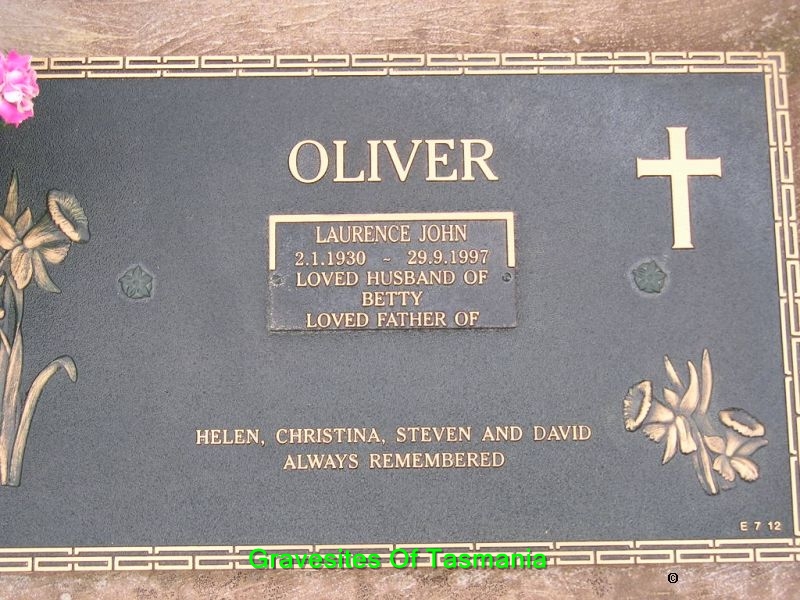 OLIVER
LAURENCE JOHN
2.1.1930 ~ 29.9.1997
LOVED HUSBAND OF
BETTY
LOVED FATHER OF
HELEN, CHRISTINA, STEVEN AND DAVID
ALWAYS REMEMBERED
E 7 12
Gravesites Of Tasmania
©